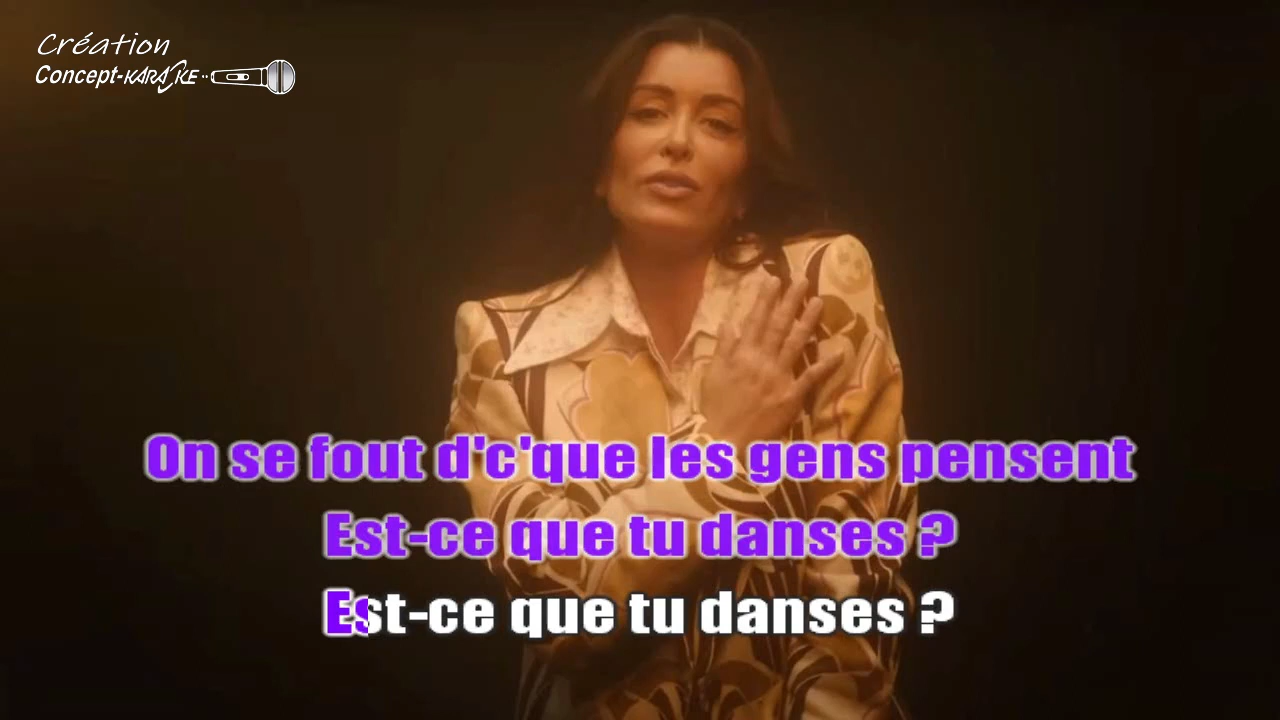 Création
Concept-KARAOKE
On se fout d'c'que les gens pensent
Est-ce que tu danses ?
Est-ce que tu danses ?